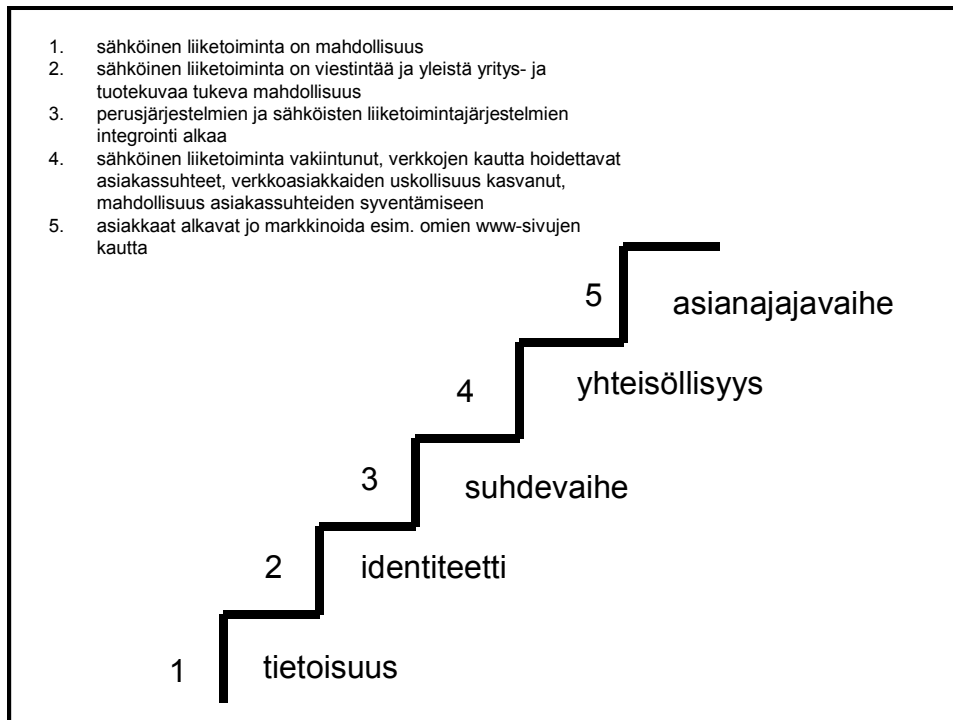 1. sähköinen liiketoiminta on mahdollisuus
2. sähköinen liiketoiminta on viestintää ja yleistä yritys- ja
tuotekuvaa tukeva mahdollisuus
3. perusjärjestelmien ja sähköisten liiketoimintajärjestelmien
integrointi alkaa
4. sähköinen liiketoiminta vakiintunut, verkkojen kautta hoidettavat
asiakassuhteet, verkkoasiakkaiden uskollisuus kasvanut,
mahdollisuus asiakassuhteiden syventämiseen
5. asiakkaat alkavat jo markkinoida esim. omien www-sivujen
kautta
5 asianajajavaihe
4 yhteisöllisyys
3 suhdevaihe
2 identiteetti
1 tietoisuus